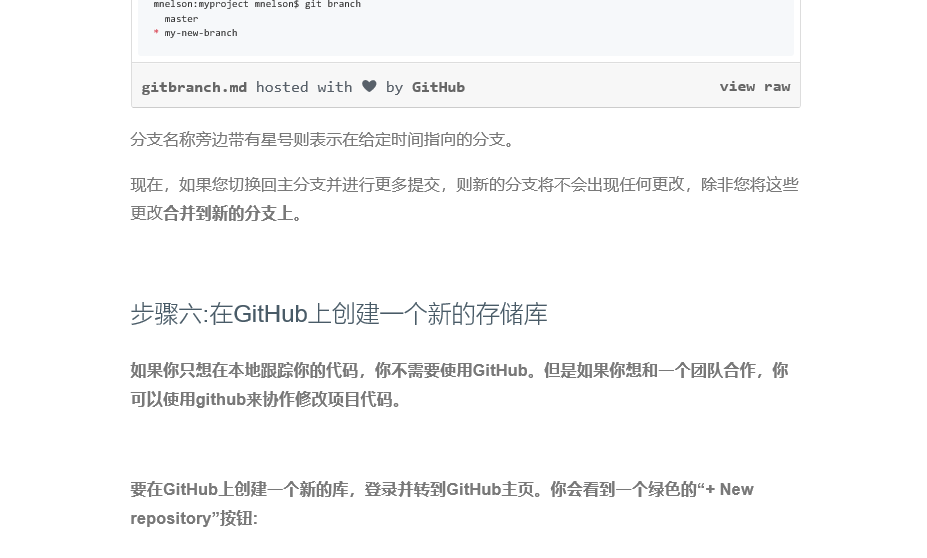 mnelson:myproject mnelson$ git branch
master
* my-new-branch
gitbranch.md hosted with ❤ by GitHub view raw
分支名称旁边带有星号则表示在给定时间指向的分支。
现在，如果您切换回主分支并进行更多提交，则新的分支将不会出现任何更改，除非您将这些
更改合并到新的分支上。
步骤六:在GitHub上创建一个新的存储库
如果你只想在本地跟踪你的代码，你不需要使用GitHub。但是如果你想和一个团队合作，你
可以使用github来协作修改项目代码。
要在GitHub上创建一个新的库，登录并转到GitHub主页。你会看到一个绿色的“+ New
repository”按钮: